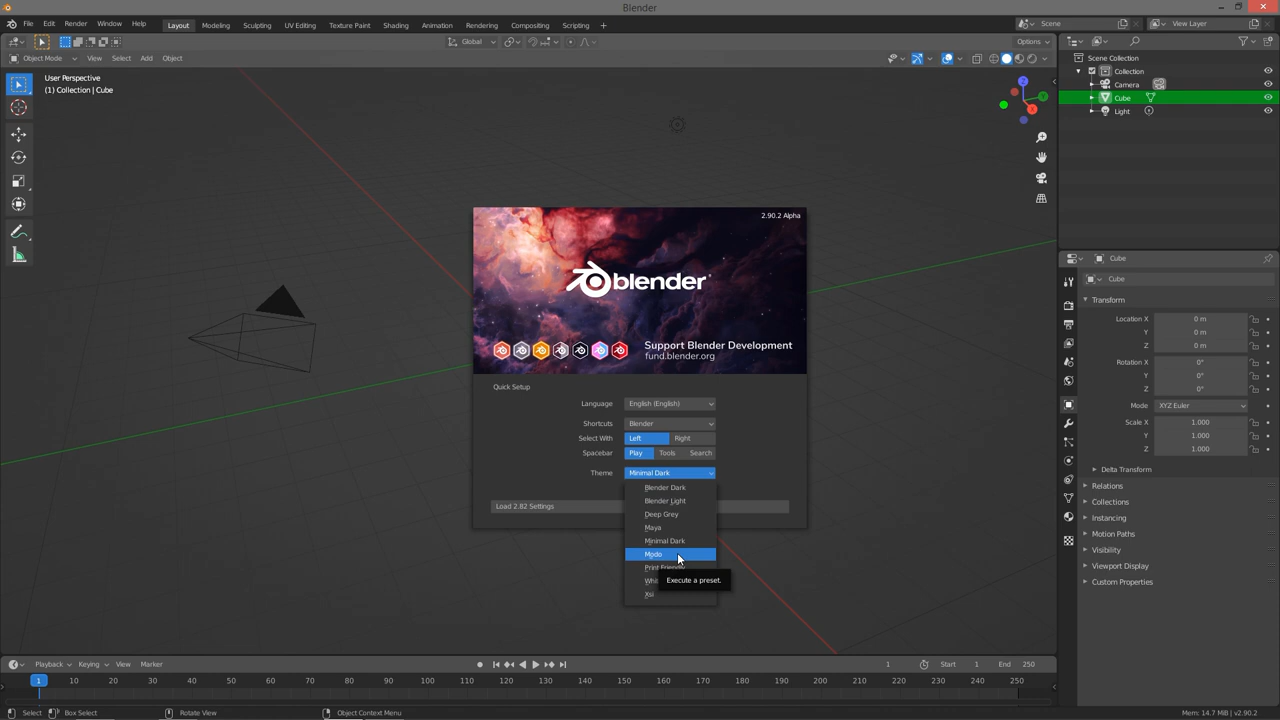 Blender
File Edit Render Window Help
Layout Modeling Sculpting UV Editing Texture Paint Shading Animation Rendering Compositing Scripting +
Scene
View Layer
Global
Options
Object Mode View Select Add Object
User Perspective
(1) Collection | Cube
Z
Y
X
Scene Collection
Collection
Camera
Cube
Light
2.90.2 Alpha
blender
Support Blender Development
fund.blender.org
Quick Setup
Language English (English)
Shortcuts Blender
Select With Left Right
Spacebar Play Tools Search
Theme Minimal Dark
Blender Dark
Blender Light
Deep Grey
Maya
Minimal Dark
Modo
Print Friendly
Whi
Xsi
Execute a preset.
Load 2.82 Settings
Cube
Cube
Transform
Location X 0 m
Y 0 m
Z 0 m
Rotation X 0°
Y 0°
Z 0°
Mode XYZ Euler
Scale X 1.000
Y 1.000
Z 1.000
Delta Transform
Relations
Collections
Instancing
Motion Paths
Visibility
Viewport Display
Custom Properties
Playback Keying View Marker
1 Start 1 End 250
1 10 20 30 40 50 60 70 80 90 100 110 120 130 140 150 160 170 180 190 200 210 220 230 240 250
Select Box Select Rotate View Object Context Menu
Mem: 14.7 MiB | v2.90.2